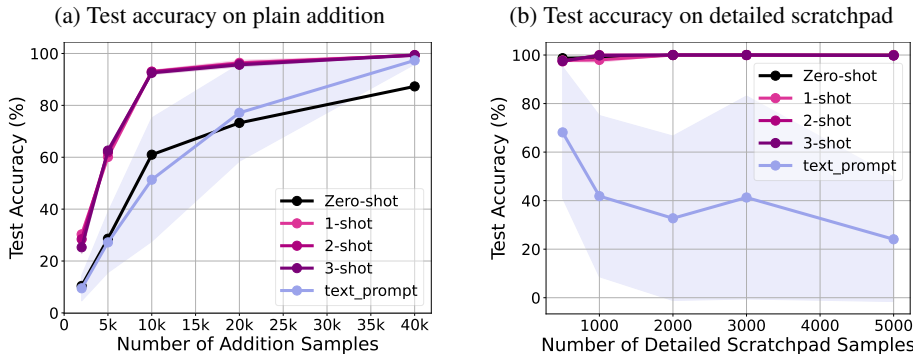 (a) Test accuracy on plain addition
100
80
60
40
20
0
0
5k
10k
15k
20k
25k
30k
35k
40k
Test Accuracy (%)
Number of Addition Samples
Zero-shot
1-shot
2-shot
3-shot
text_prompt
(b) Test accuracy on detailed scratchpad
100
80
60
40
20
0
1000
2000
3000
4000
5000
Test Accuracy (%)
Number of Detailed Scratchpad Samples
Zero-shot
1-shot
2-shot
3-shot
text_prompt